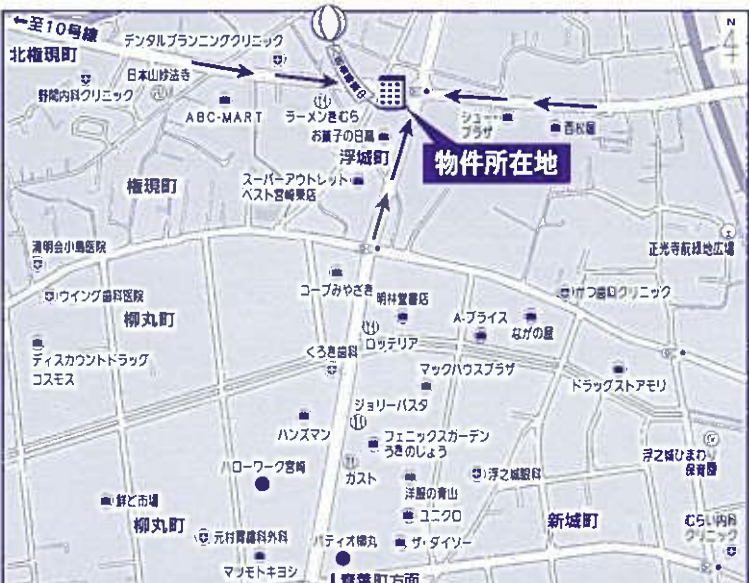 ←至10号線
北権現町
デンタルプランニングクリニック
N
野間内科クリニック
日本山妙法寺
ABC-MART
ラーメンきむら
お菓子の日高
シュー
プラザ
西松屋
浮城町
物件所在地
権現町
スーパーアウトレット
ベスト宮崎東店
清明会小島医院
正光寺前緑地広場
ウイング歯科医院
コープみやざき
明林堂書店
かつ歯科クリニック
柳丸町
A-プライス
ながの屋
ロッテリア
くろき歯科
ディスカウントドラッグ
コスモス
マックハウスプラザ
ドラッグストアモリ
ジョリーパスタ
ハンズマン
フェニックスガーデン
うきのじょう
浮之城ひまわり
保育園
ハローワーク宮崎
ガスト
浮之城眼科
洋服の青山
鮮ど市場
柳丸町
元村胃腸科外科
ユニクロ
新城町
むらい内科
クリニック
パティオ柳丸
ザ・ダイソー
マツモトキヨシ